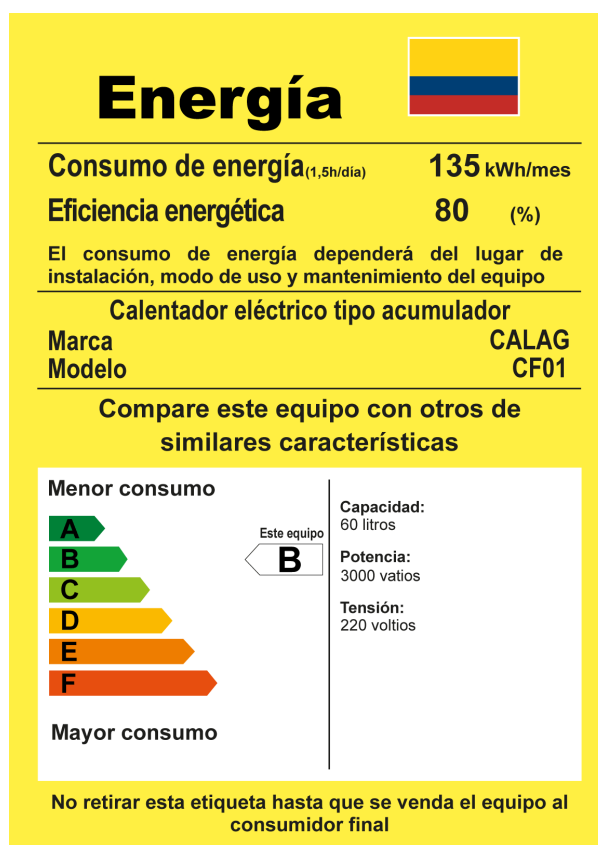 Energía
Consumo de energía(1,5h/día) 135 kWh/mes
Eficiencia energética 80 (%)
El consumo de energía dependerá del lugar de
instalación, modo de uso y mantenimiento del equipo
Calentador eléctrico tipo acumulador
Marca CALAG
Modelo CF01
Compare este equipo con otros de
similares características
Menor consumo
A
B
C
D
E
F
Mayor consumo
Este equipo
B
Capacidad:
60 litros
Potencia:
3000 vatios
Tensión:
220 voltios
No retirar esta etiqueta hasta que se venda el equipo al
consumidor final